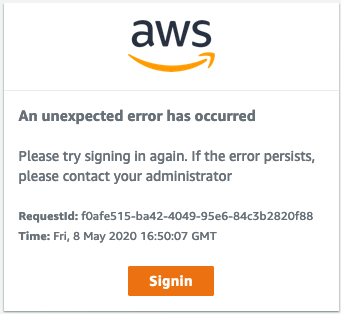 aws
An unexpected error has occurred
Please try signing in again. If the error persists,
please contact your administrator
RequestId: f0afe515-ba42-4049-95e6-84c3b2820f88
Time: Fri, 8 May 2020 16:50:07 GMT
Signin